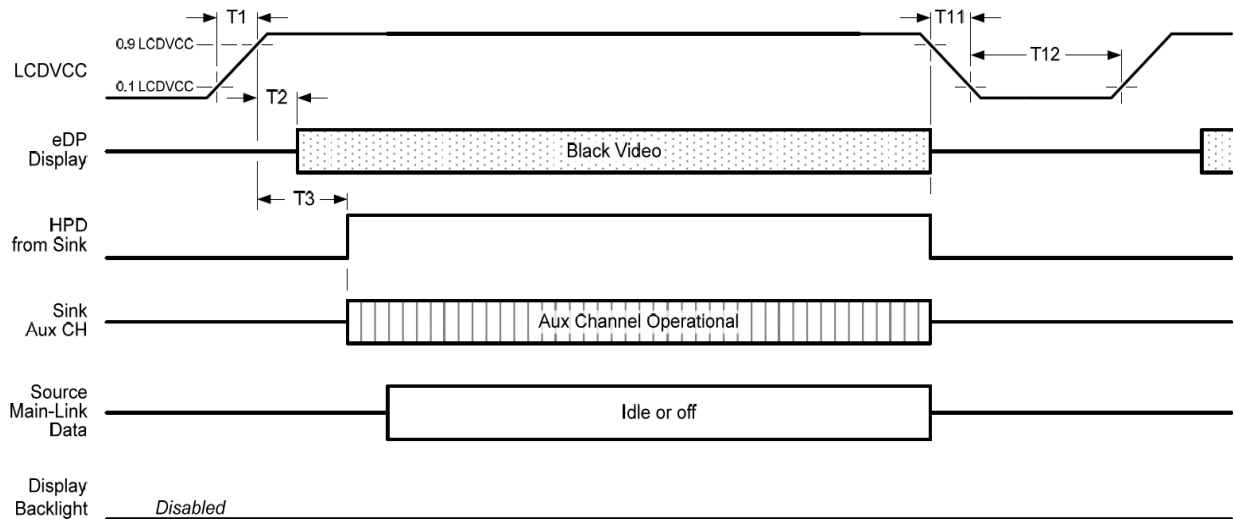 T1
T11
0.9 LCDVCC
LCDVCC
T12
0.1 LCDVCC
T2
eDP
Display
Black Video
T3
HPD
from Sink
Sink
Aux CH
Aux Channel Operational
Source
Main-Link
Data
Idle or off
Display
Backlight
Disabled